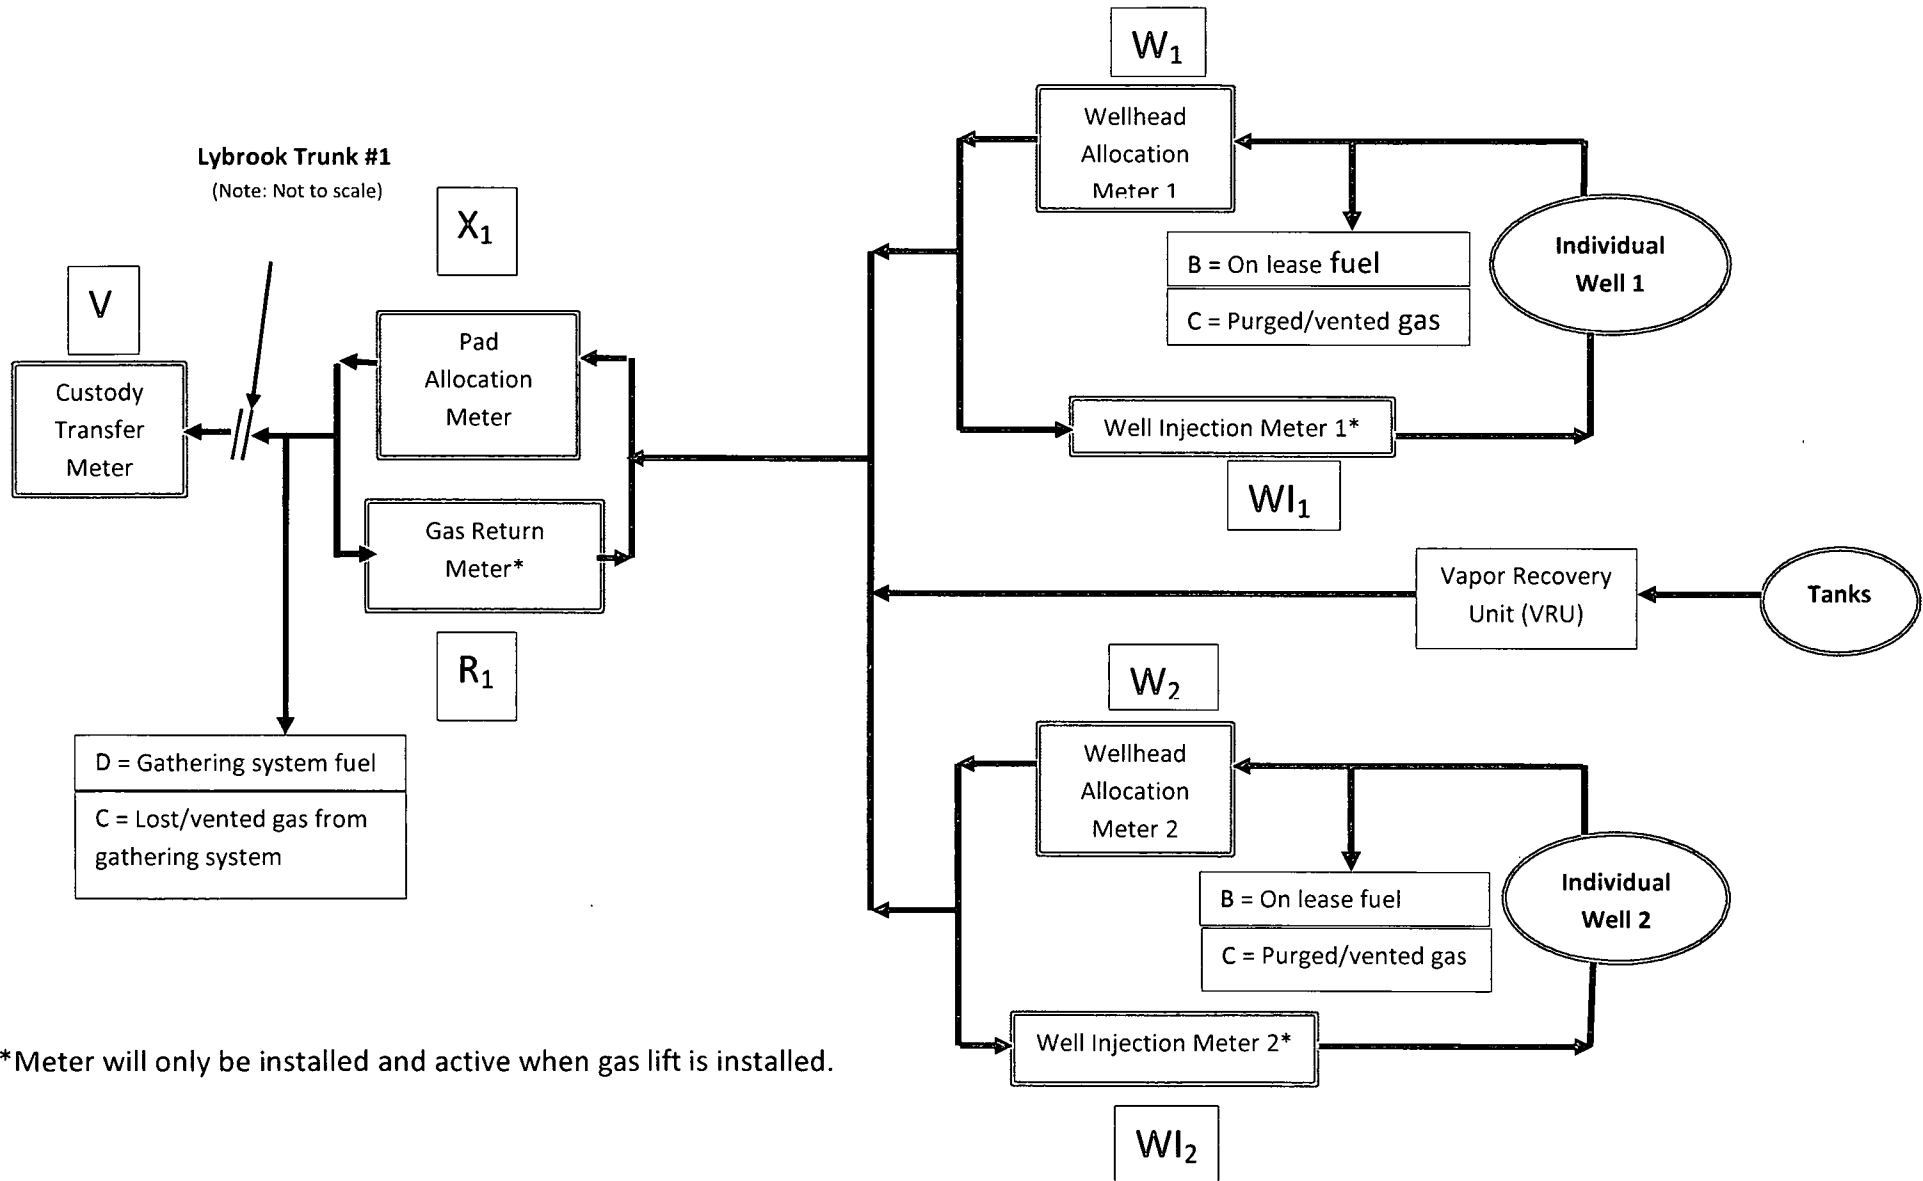 W₁
Wellhead
Allocation
Meter 1
Lybrook Trunk #1
(Note: Not to scale)
X₁
B = On lease fuel
C = Purged/vented gas
Individual
Well 1
V
Pad
Allocation
Meter
Custody
Transfer
Meter
Well Injection Meter 1*
WI₁
Gas Return
Meter*
R₁
Vapor Recovery
Unit (VRU)
Tanks
W₂
D = Gathering system fuel
C = Lost/vented gas from
gathering system
Wellhead
Allocation
Meter 2
B = On lease fuel
C = Purged/vented gas
Individual
Well 2
Well Injection Meter 2*
WI₂
*Meter will only be installed and active when gas lift is installed.